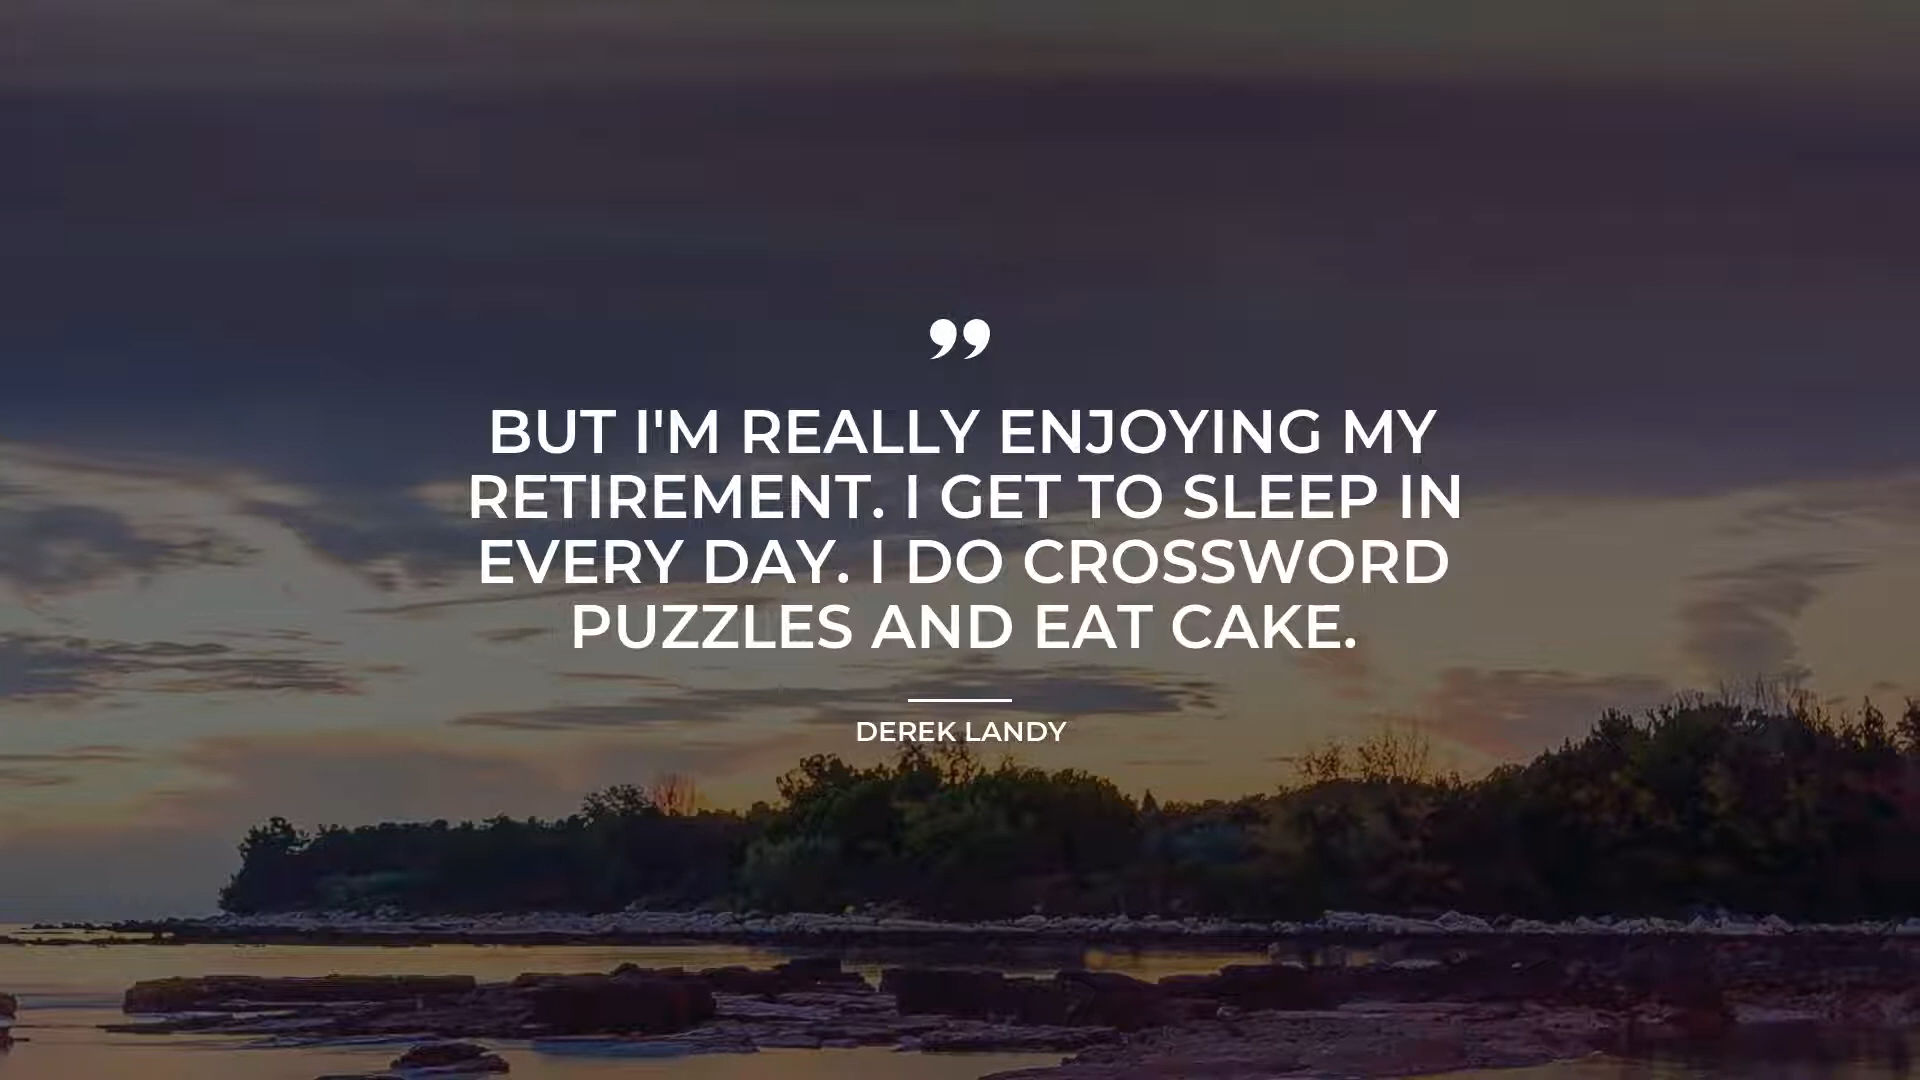 ”
BUT I'M REALLY ENJOYING MY
RETIREMENT. I GET TO SLEEP IN
EVERY DAY. I DO CROSSWORD
PUZZLES AND EAT CAKE.
DEREK LANDY